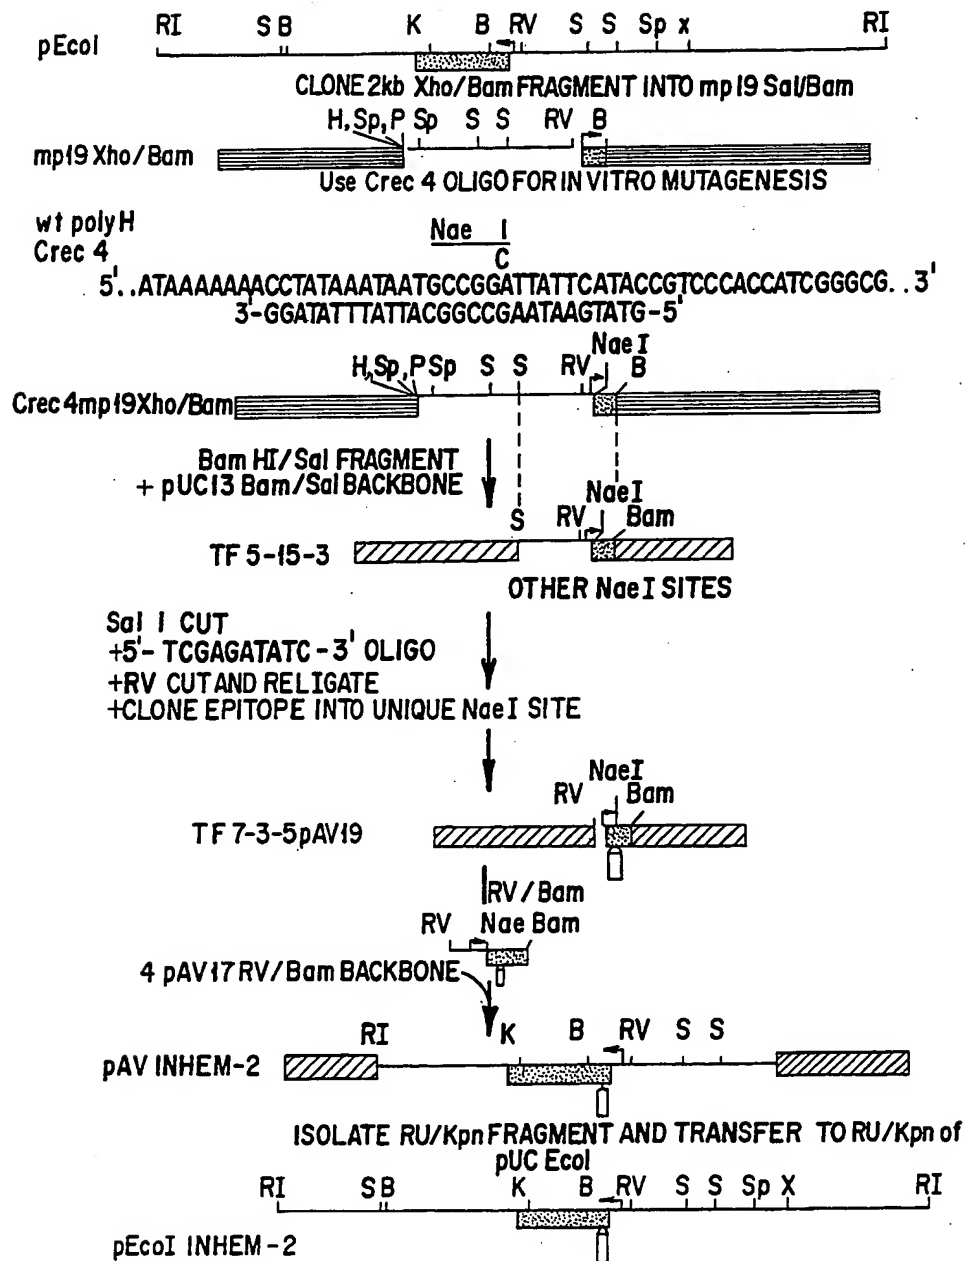 RI S B K B RV S S Sp x RI
pEcoI
CLONE 2kb Xho/Bam FRAGMENT INTO mp19 Sal/Bam
H, Sp, P Sp S S RV B
mp19 Xho/Bam
Use Crec 4 OLIGO FOR IN VITRO MUTAGENESIS
wt polyH
Nae I
Crec 4
C
5'..ATAAAAAAACCTATAAATAATGCCGGATTATTCATACCGTCCCACCATCGGGCG..3'
3'-GGATATTTATTACGGCCGAATAAGTATG-5'
NaeI
H, Sp, P Sp S S RV B
Crec 4mp19Xho/Bam
Bam HI/Sal FRAGMENT
+ pUC13 Bam/Sal BACKBONE
NaeI
S RV Bam
TF 5-15-3
OTHER NaeI SITES
Sal I CUT
+5'- TCGAGATATC-3' OLIGO
+RV CUT AND RELIGATE
+CLONE EPITOPE INTO UNIQUE NaeI SITE
NaeI
RV Bam
TF 7-3-5pAV19
RV/Bam
RV Nae Bam
4 pAV17 RV/Bam BACKBONE
RI K B RV S S
pAV INHEM-2
ISOLATE RU/Kpn FRAGMENT AND TRANSFER TO RU/Kpn of
pUC EcoI
RI S B K B RV S S Sp X RI
pEcoI INHEM-2